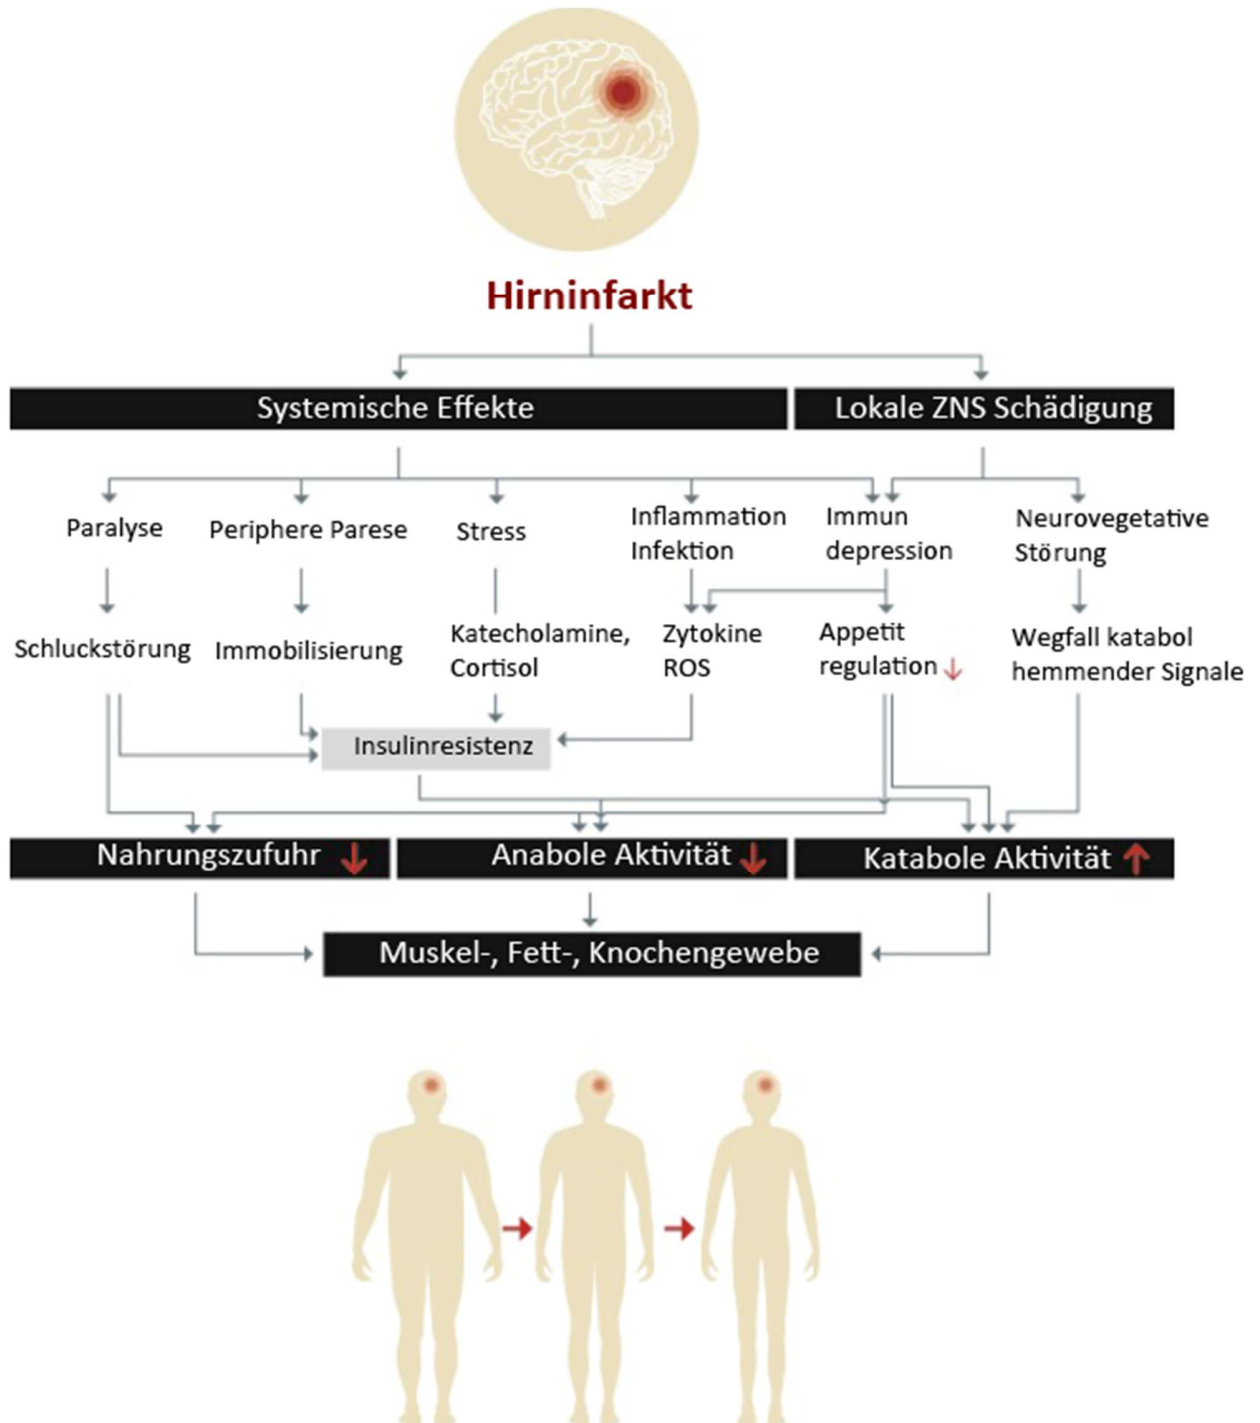 Hirninfarkt
Systemische Effekte
Lokale ZNS Schädigung
Paralyse
Periphere Parese
Stress
Inflammation
Infektion
Immun
depression
Neurovegetative
Störung
Schluckstörung
Immobilisierung
Katecholamine,
Cortisol
Zytokine
ROS
Appetit
regulation
Wegfall katabol
hemmender Signale
Insulinresistenz
Nahrungszufuhr
Anabole Aktivität
Katabole Aktivität
Muskel-, Fett-, Knochengewebe